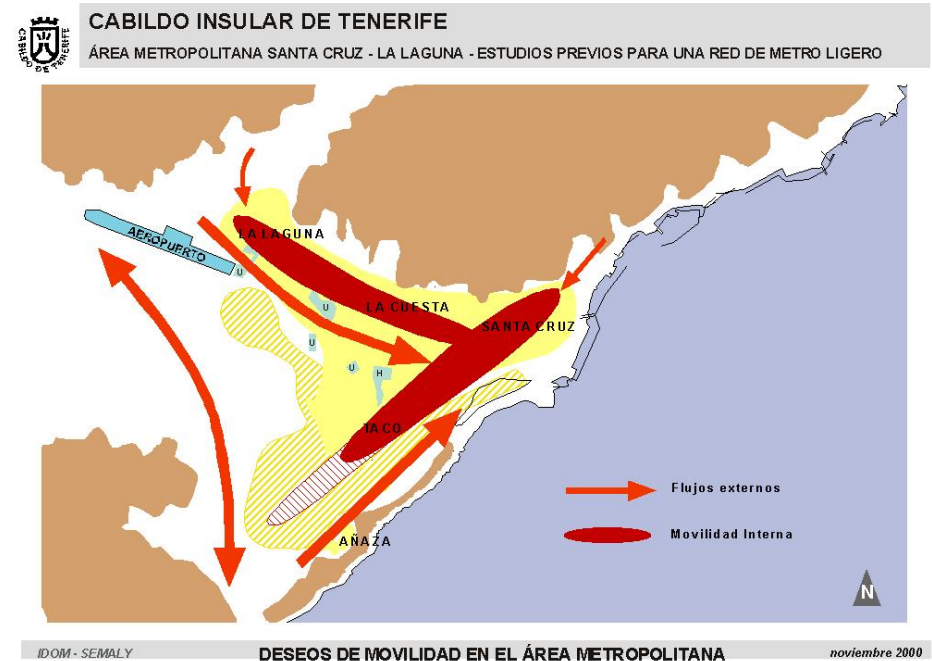 CABILDO INSULAR DE TENERIFE
ÁREA METROPOLITANA SANTA CRUZ - LA LAGUNA - ESTUDIOS PREVIOS PARA UNA RED DE METRO LIGERO
CABILDO DE TENERIFE
AEROPUERTO
LA LAGUNA
U
U
LA CUESTA
SANTA CRUZ
U
U
H
TACO
Flujos externos
Movilidad Interna
AÑAZA
N
IDOM - SEMALY
DESEOS DE MOVILIDAD EN EL ÁREA METROPOLITANA
noviembre 2000